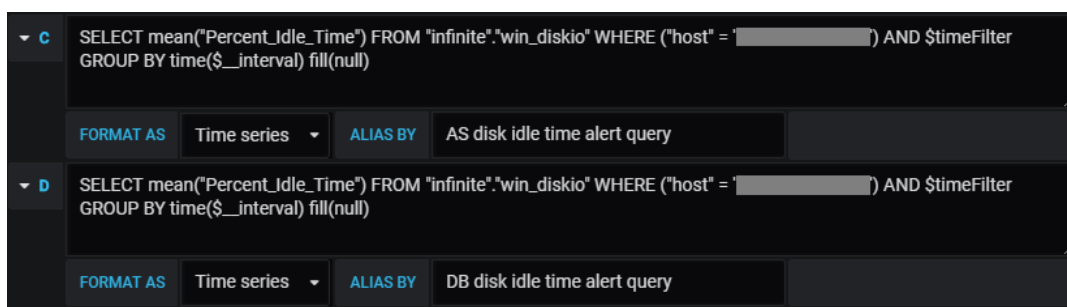 C SELECT mean("Percent_Idle_Time") FROM "infinite"."win_diskio" WHERE ("host" = ' ') AND $timeFilter
GROUP BY time($__interval) fill(null)
FORMAT AS Time series ALIAS BY AS disk idle time alert query
D SELECT mean("Percent_Idle_Time") FROM "infinite"."win_diskio" WHERE ("host" = ' ') AND $timeFilter
GROUP BY time($__interval) fill(null)
FORMAT AS Time series ALIAS BY DB disk idle time alert query